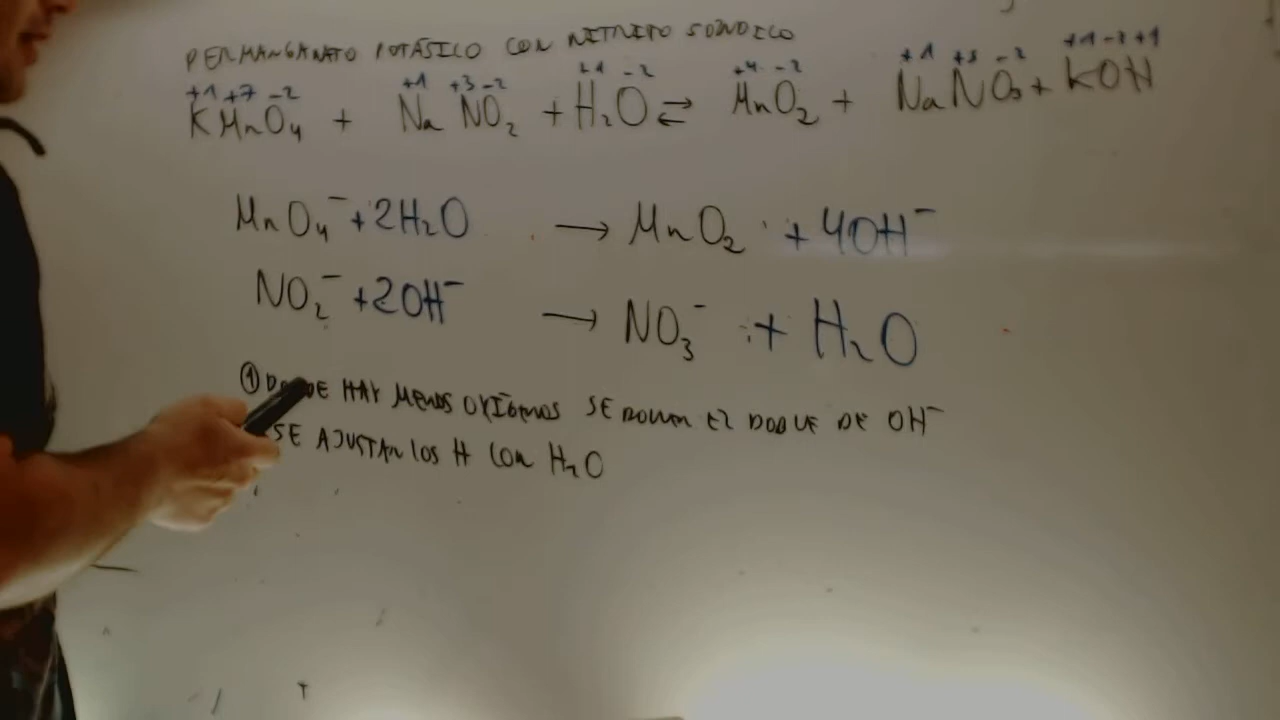 PERMANGANATO POTÁSICO CON NITRITO SÓDICO
+1 +7 -2 +1 +3 -2 +1 -2 +4 -2 +1 +5 -2 +1 -2 +1
KMnO₄ + NaNO₂ + H₂O ⇄ MnO₂ + NaNO₃ + KOH
MnO₄⁻ + 2H₂O → MnO₂ + 4OH⁻
NO₂⁻ + 2OH⁻ → NO₃⁻ + H₂O
① HAY MENOS OXÍGENOS SE EL DOBLE DE OH⁻
SE AJUSTAN LOS H CON H₂O